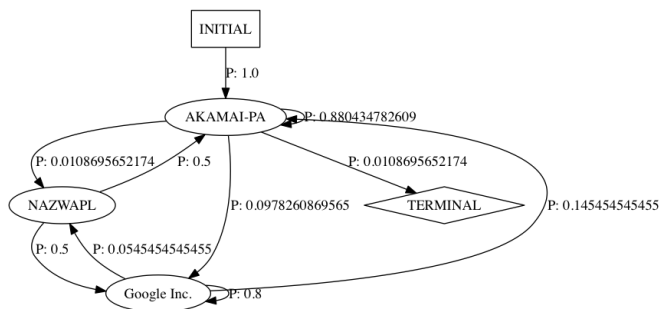 INITIAL
P: 1.0
AKAMAI-PA
P: 0.880434782609
P: 0.0108695652174
P: 0.5
P: 0.0108695652174
NAZWAPL
P: 0.0978260869565
TERMINAL
P: 0.145454545455
P: 0.5
P: 0.0545454545455
Google Inc.
P: 0.8